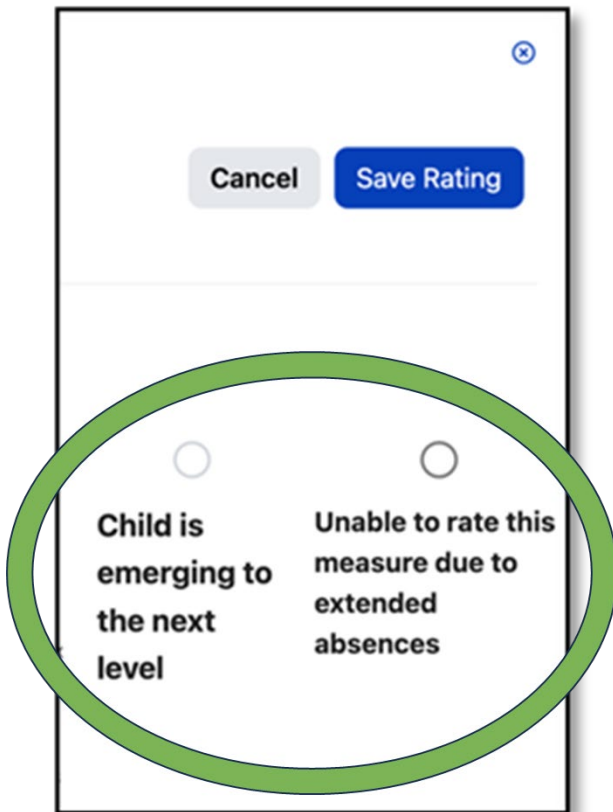 Cancel
Save Rating
Child is
emerging to
the next
level
Unable to rate this
measure due to
extended
absences